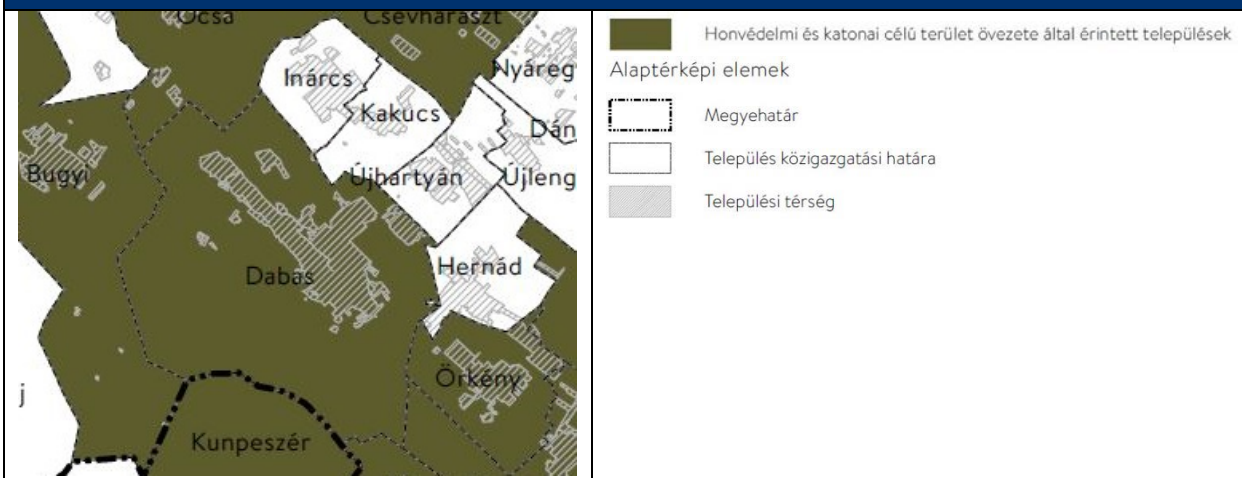 Ócsa
Csévharaszt
Inárcs
Nyáreg
Kakucs
Dán
Bugyi
Újhartyán
Újleng
Dabas
Hernád
Örkény
j
Kunpeszér
Honvédelmi és katonai célú terület övezete által érintett települések
Alaptérképi elemek
Megyehatár
Település közigazgatási határa
Települési térség